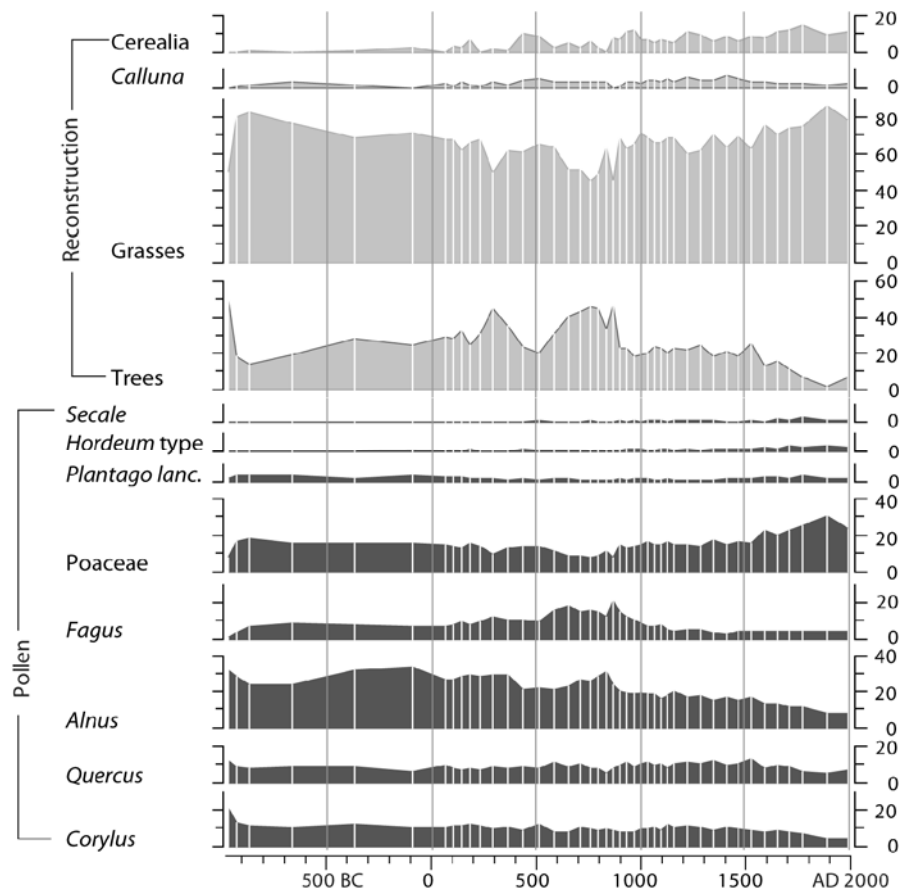 Reconstruction
Cerealia
20
0
Calluna
0
Grasses
80
60
40
20
0
Trees
60
40
20
0
Pollen
Secale
0
Hordeum type
0
Plantago lanc.
0
Poaceae
40
20
0
Fagus
20
0
Alnus
40
20
0
Quercus
20
0
Corylus
20
0
500 BC 0 500 1000 1500 AD 2000